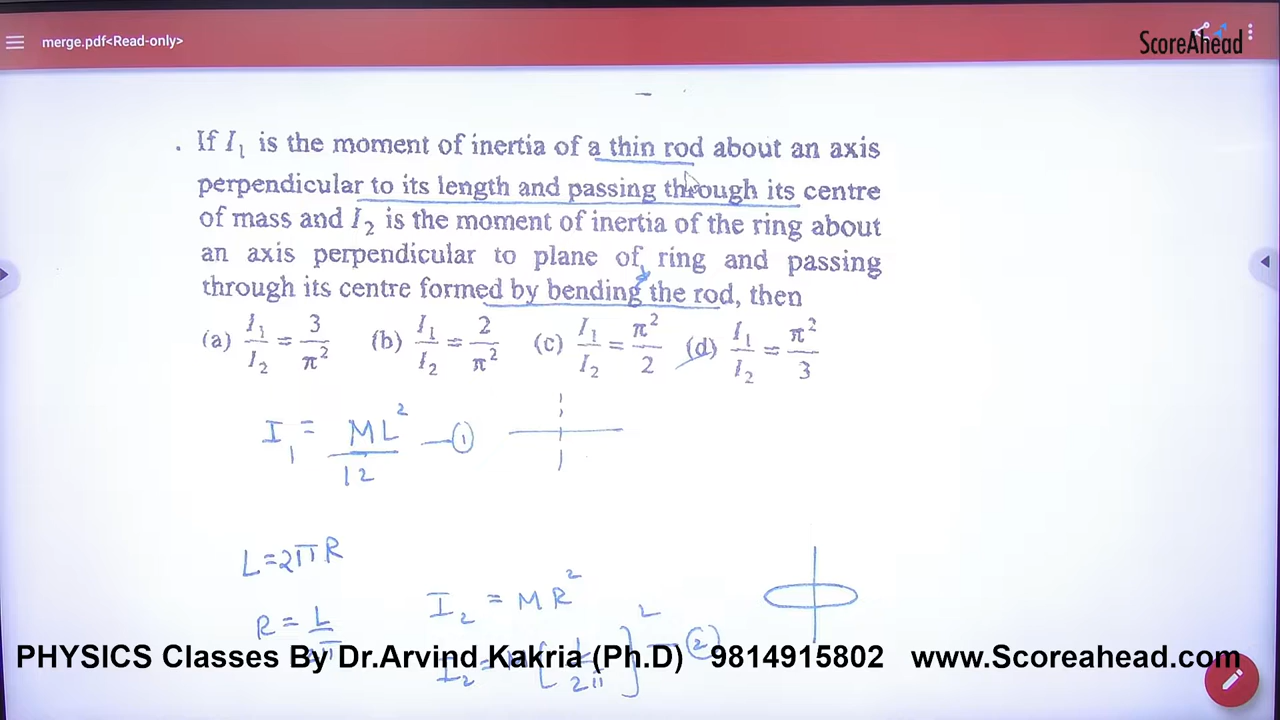 merge.pdf<Read-only>
ScoreAhead
. If I₁ is the moment of inertia of a thin rod about an axis
perpendicular to its length and passing through its centre
of mass and I₂ is the moment of inertia of the ring about
an axis perpendicular to plane of ring and passing
through its centre formed by bending the rod, then
(a) I₁/I₂ = 3/π² (b) I₁/I₂ = 2/π² (c) I₁/I₂ = π²/2 (d) I₁/I₂ = π²/3
I₁ = ML²/12 —①
L=2πR
I₂ = MR²
R = L
I₂ = [L/2π]² — ②
PHYSICS Classes By Dr.Arvind Kakria (Ph.D) 9814915802 www.Scoreahead.com